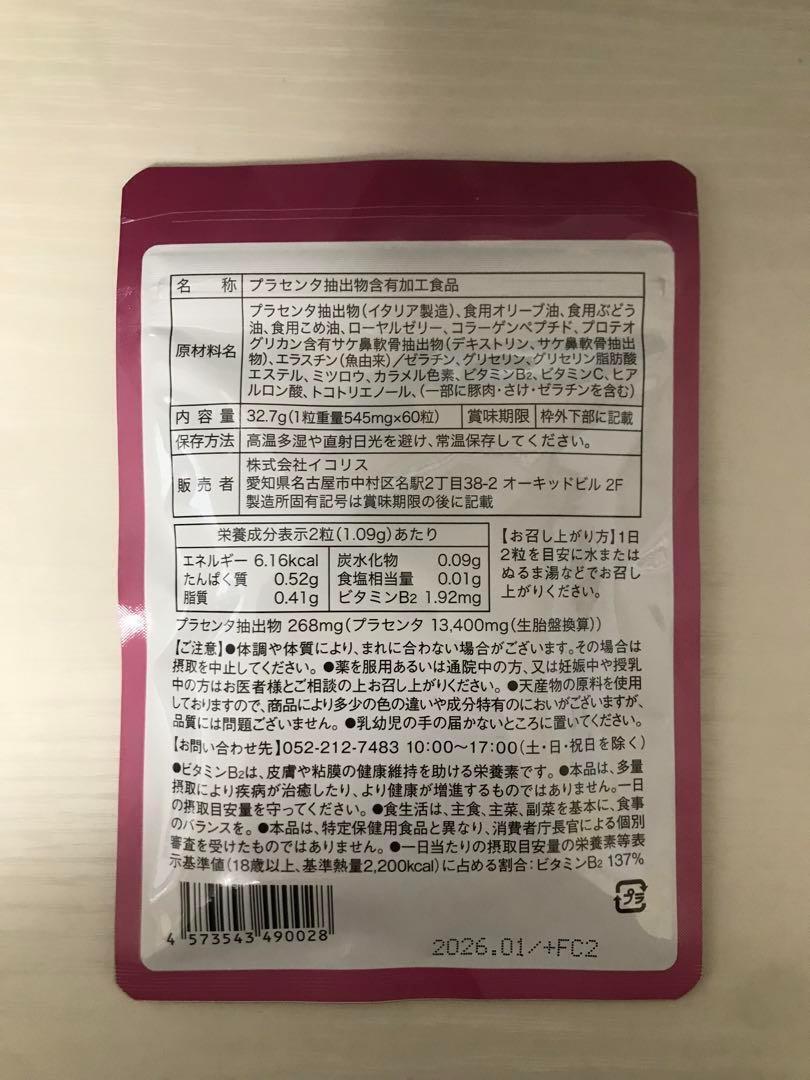 名称 プラセンタ抽出物含有加工食品
原材料名 プラセンタ抽出物(イタリア製造)、食用オリーブ油、食用ぶどう
油、食用こめ油、ローヤルゼリー、コラーゲンペプチド、プロテオ
グリカン含有サケ鼻軟骨抽出物(デキストリン、サケ鼻軟骨抽出
物)、エラスチン(魚由来)/ゼラチン、グリセリン、グリセリン脂肪酸
エステル、ミツロウ、カラメル色素、ビタミンB2、ビタミンC、ヒア
ルロン酸、トコトリエノール、(一部に豚肉・さけ・ゼラチンを含む)
内容量 32.7g(1粒重量545mg×60粒) 賞味期限 枠外下部に記載
保存方法 高温多湿や直射日光を避け、常温保存してください。
販売者 株式会社イコリス
愛知県名古屋市中村区名駅2丁目38-2 オーキッドビル 2F
製造所固有記号は賞味期限の後に記載
栄養成分表示2粒(1.09g)あたり
エネルギー 6.16kcal 炭水化物 0.09g
たんぱく質 0.52g 食塩相当量 0.01g
脂質 0.41g ビタミンB2 1.92mg
【お召し上がり方】1日
2粒を目安に水または
ぬるま湯などでお召し
上がりください。
プラセンタ抽出物 268mg(プラセンタ 13,400mg(生胎盤換算))
【ご注意】●体調や体質により、まれに合わない場合がございます。その場合は
摂取を中止してください。●薬を服用あるいは通院中の方、又は妊娠中や授乳
中の方はお医者様とご相談の上お召し上がりください。●天産物の原料を使用
しておりますので、商品により多少の色の違いや成分特有のにおいがございますが、
品質には問題ございません。●乳幼児の手の届かないところに置いてください。
【お問い合わせ先】052-212-7483 10:00〜17:00(土・日・祝日を除く)
●ビタミンB2は、皮膚や粘膜の健康維持を助ける栄養素です。●本品は、多量
摂取により疾病が治癒したり、より健康が増進するものではありません。一日
の摂取目安量を守ってください。●食生活は、主食、主菜、副菜を基本に、食事
のバランスを。●本品は、特定保健用食品と異なり、消費者庁長官による個別
審査を受けたものではありません。●一日当たりの摂取目安量の栄養素等表
示基準値(18歳以上、基準熱量2,200kcal)に占める割合:ビタミンB2 137%
プラ
4 573543 490028
2026.01/+FC2